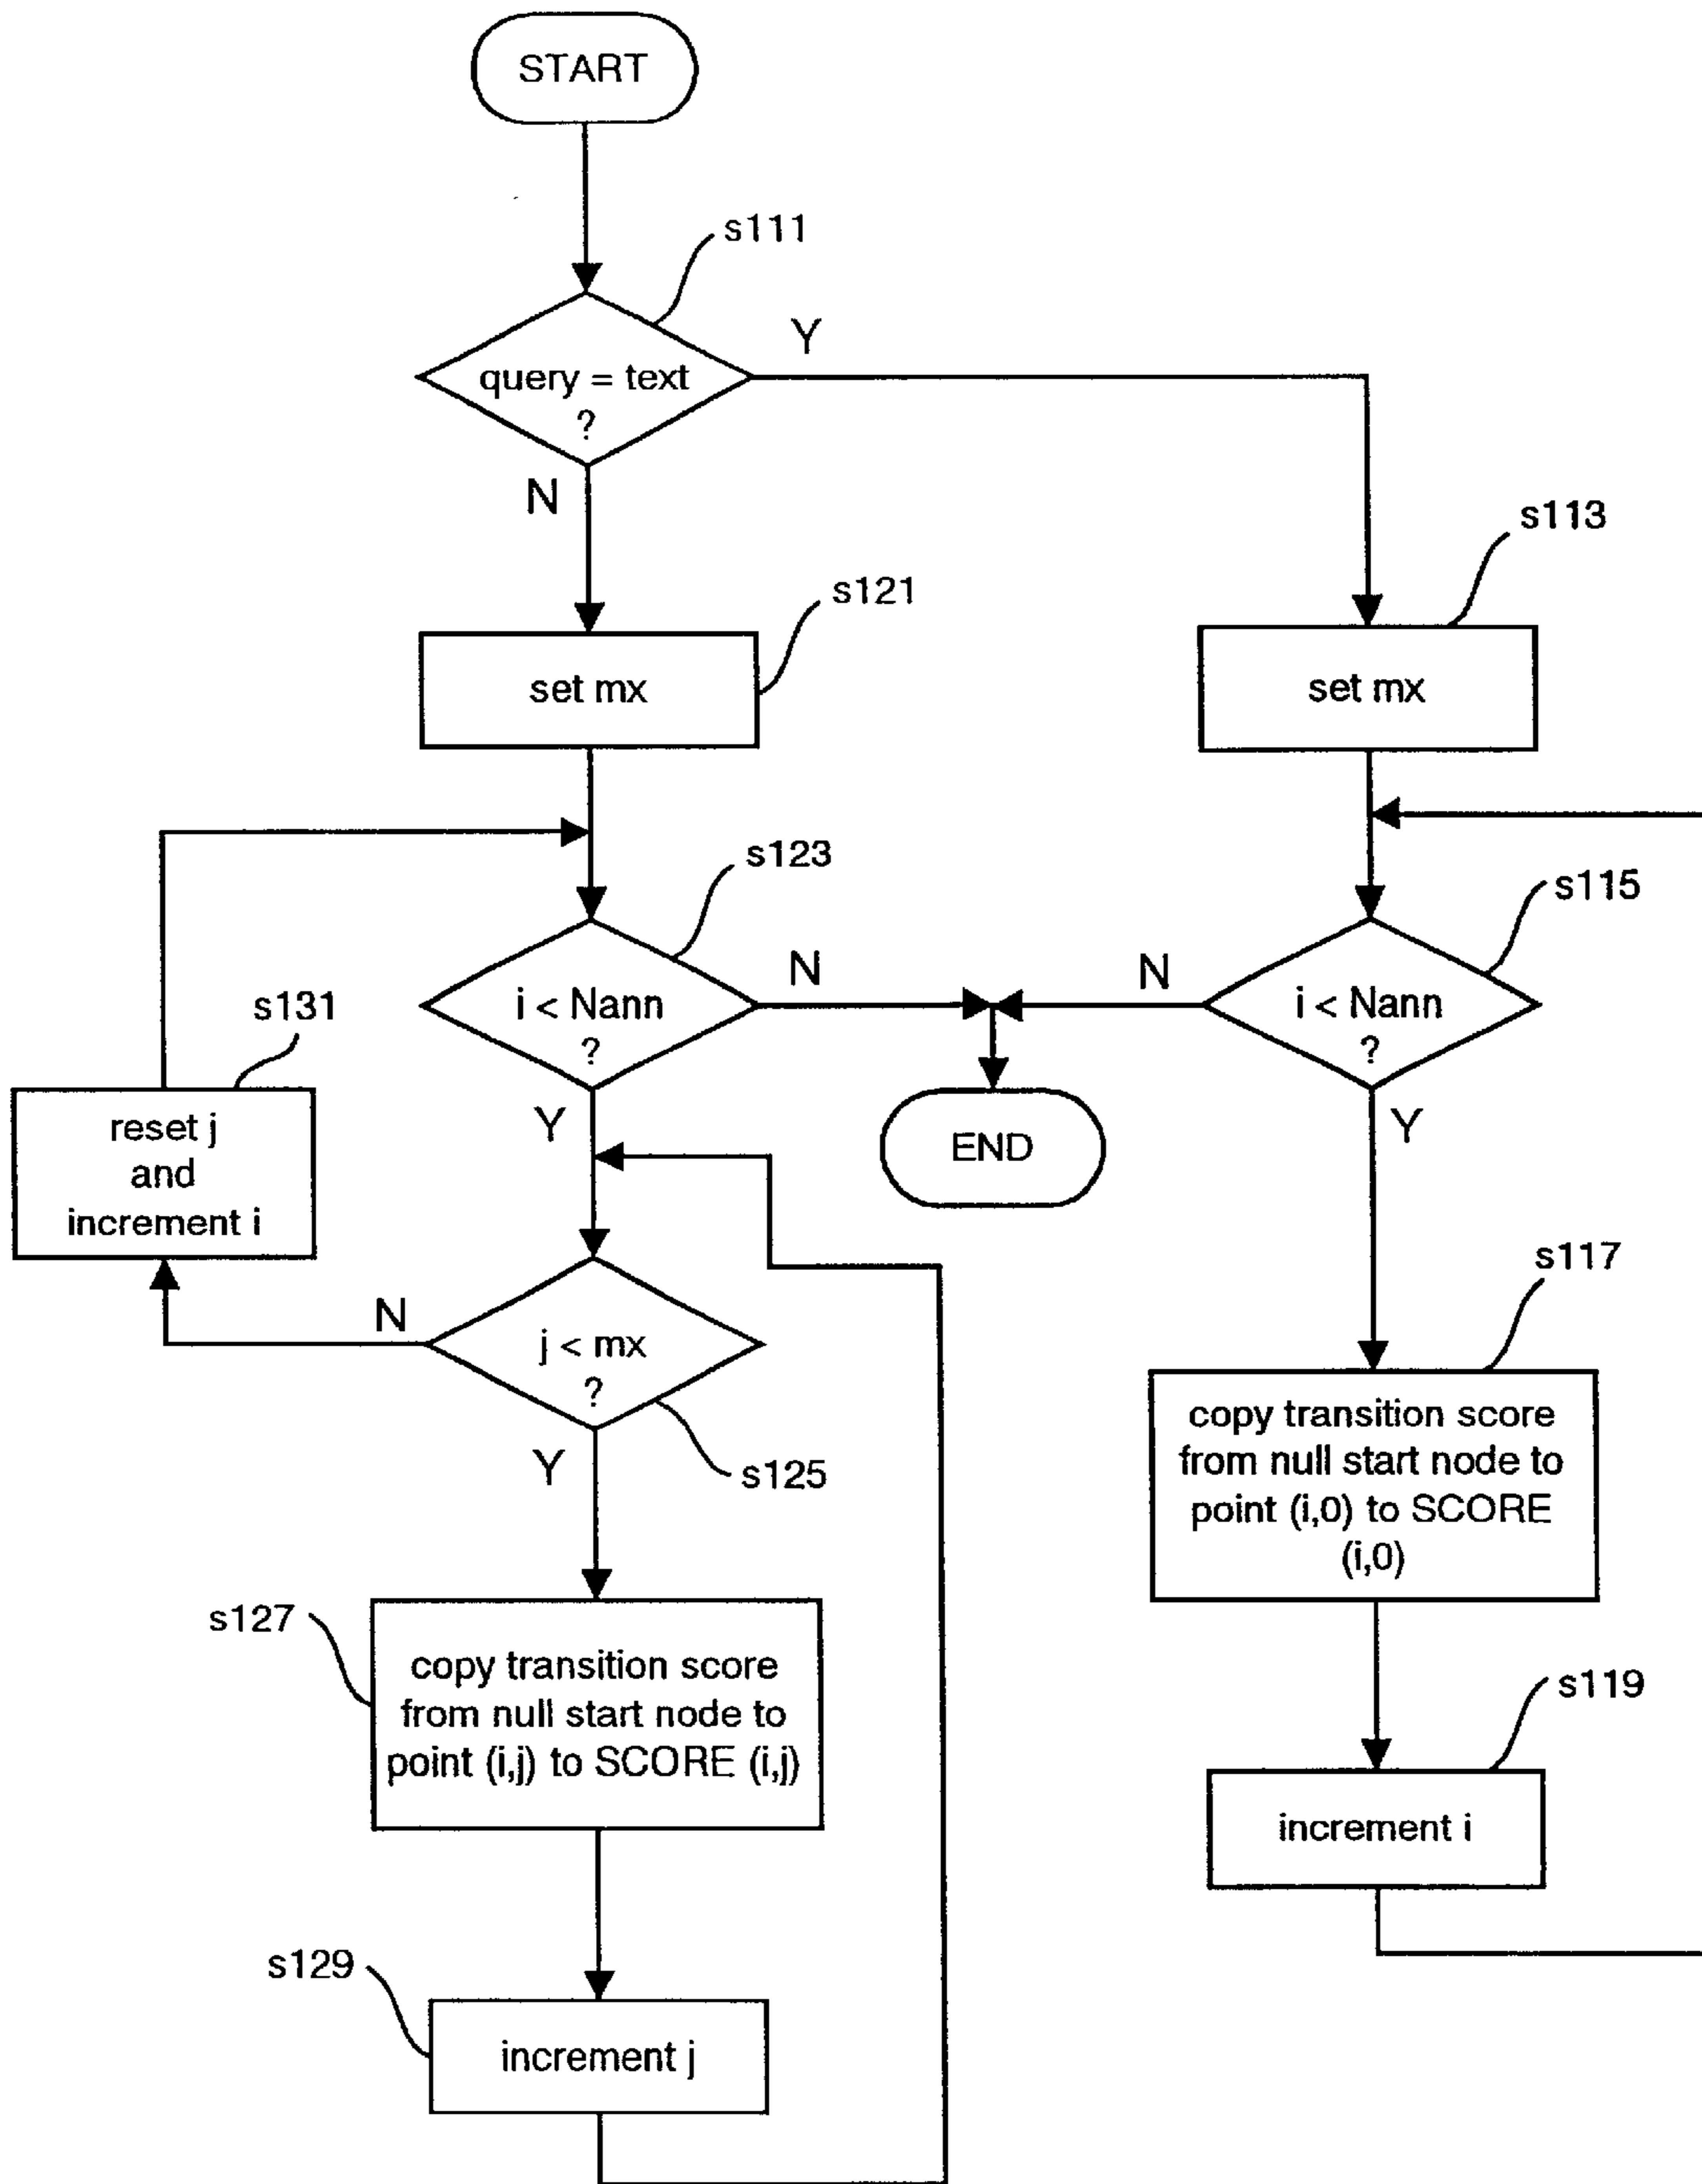 START
s111
query = text
?
Y
N
s113
s121
set mx
set mx
s123
s115
i < Nann
?
N
N
i < Nann
?
s131
reset j
and
increment i
Y
END
Y
s117
N
j < mx
?
Y
s125
copy transition score
from null start node to
point (i,0) to SCORE
(i,0)
s127
copy transition score
from null start node to
point (i,j) to SCORE (i,j)
s119
increment i
s129
increment j